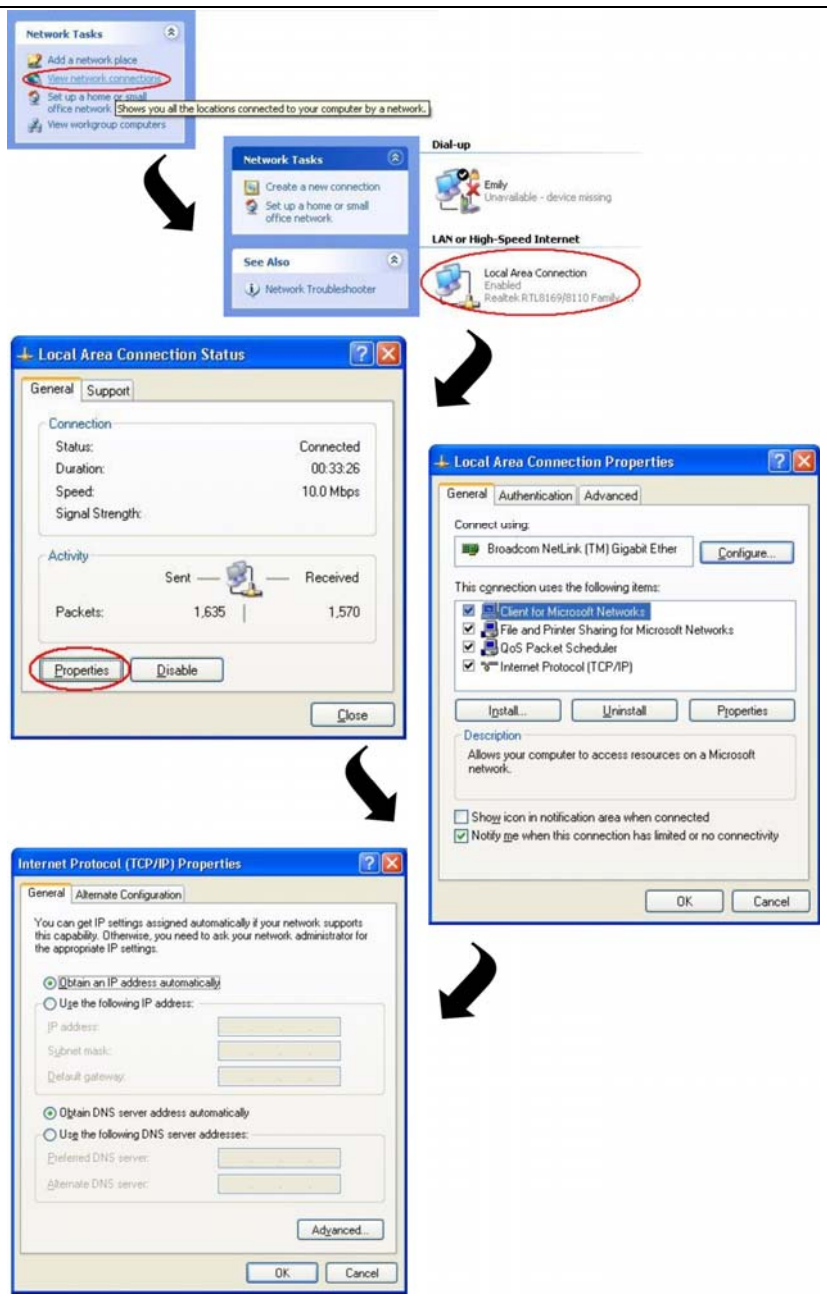 Network Tasks
Add a network place
View network connections
Set up a home or small
office network
Shows you all the locations connected to your computer by a network.
View workgroup computers
Network Tasks
Create a new connection
Set up a home or small
office network
See Also
Network Troubleshooter
Dial-up
Emily
Unavailable - device missing
LAN or High-Speed Internet
Local Area Connection
Enabled
Realtek RTL8169/8110 Family ...
Local Area Connection Status
General Support
Connection
Status: Connected
Duration: 00:33:26
Speed: 10.0 Mbps
Signal Strength:
Activity
Sent — — Received
Packets: 1,635 | 1,570
Properties Disable
Close
Local Area Connection Properties
General Authentication Advanced
Connect using:
Broadcom NetLink (TM) Gigabit Ether Configure...
This connection uses the following items:
Client for Microsoft Networks
File and Printer Sharing for Microsoft Networks
QoS Packet Scheduler
Internet Protocol (TCP/IP)
Install... Uninstall Properties
Description
Allows your computer to access resources on a Microsoft
network.
Show icon in notification area when connected
Notify me when this connection has limited or no connectivity
OK Cancel
Internet Protocol (TCP/IP) Properties
General Alternate Configuration
You can get IP settings assigned automatically if your network supports
this capability. Otherwise, you need to ask your network administrator for
the appropriate IP settings.
Obtain an IP address automatically
Use the following IP address:
IP address:
Subnet mask:
Default gateway:
Obtain DNS server address automatically
Use the following DNS server addresses:
Preferred DNS server:
Alternate DNS server:
Advanced...
OK Cancel